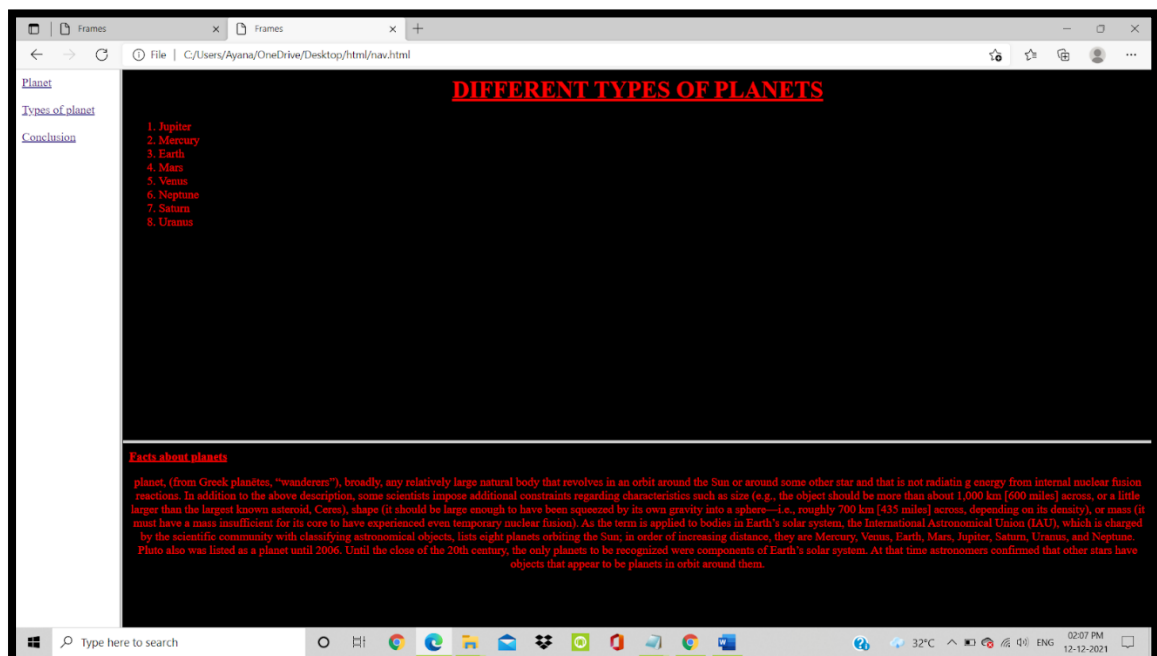 Frames
Frames
File | C:/Users/Ayana/OneDrive/Desktop/html/nav.html
Planet
Types of planet
Conclusion
DIFFERENT TYPES OF PLANETS
1. Jupiter
2. Mercury
3. Earth
4. Mars
5. Venus
6. Neptune
7. Saturn
8. Uranus
Facts about planets
planet, (from Greek planētes, “wanderers”), broadly, any relatively large natural body that revolves in an orbit around the Sun or around some other star and that is not radiatin g energy from internal nuclear fusion
reactions. In addition to the above description, some scientists impose additional constraints regarding characteristics such as size (e.g., the object should be more than about 1,000 km [600 miles] across, or a little
larger than the largest known asteroid, Ceres), shape (it should be large enough to have been squeezed by its own gravity into a sphere—i.e., roughly 700 km [435 miles] across, depending on its density), or mass (it
must have a mass insufficient for its core to have experienced even temporary nuclear fusion). As the term is applied to bodies in Earth’s solar system, the International Astronomical Union (IAU), which is charged
by the scientific community with classifying astronomical objects, lists eight planets orbiting the Sun; in order of increasing distance, they are Mercury, Venus, Earth, Mars, Jupiter, Saturn, Uranus, and Neptune.
Pluto also was listed as a planet until 2006. Until the close of the 20th century, the only planets to be recognized were components of Earth’s solar system. At that time astronomers confirmed that other stars have
objects that appear to be planets in orbit around them.
Type here to search
32°C
ENG
02:07 PM
12-12-2021